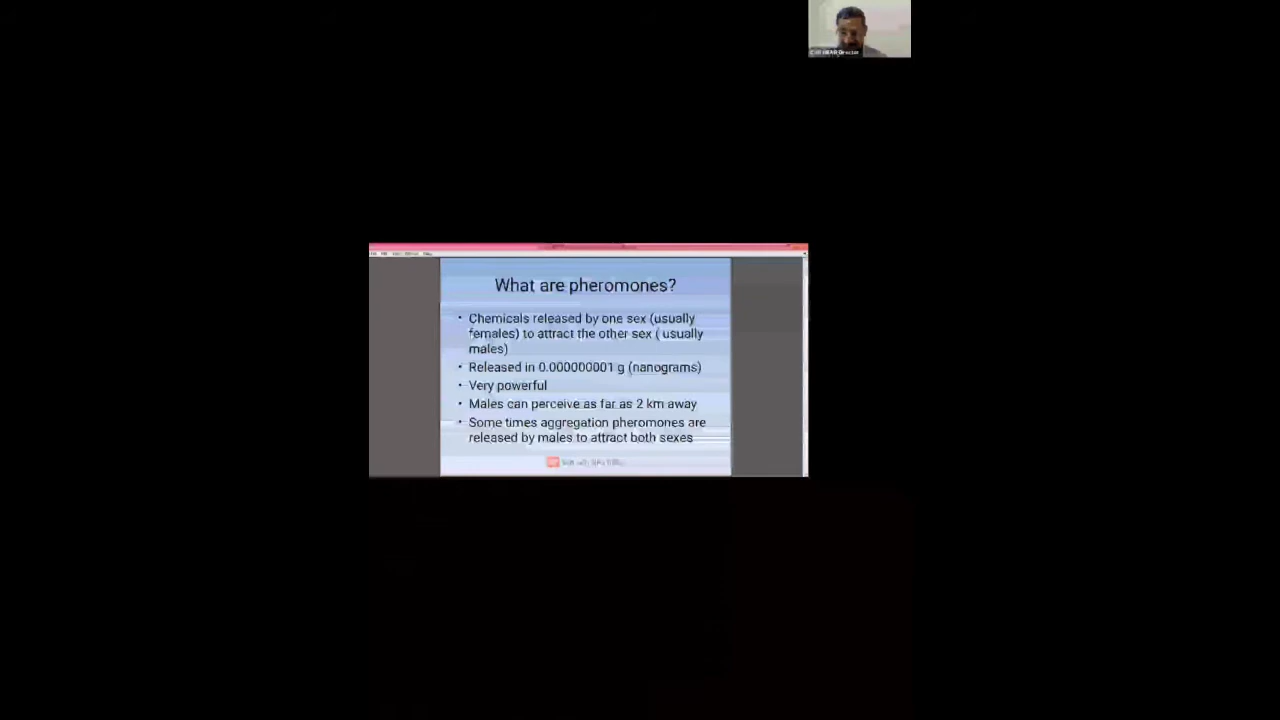 What are pheromones?
• Chemicals released by one sex (usually
females) to attract the other sex ( usually
males)
• Released in 0.000000001 g (nanograms)
• Very powerful
• Males can perceive as far as 2 km away
• Some times aggregation pheromones are
released by males to attract both sexes